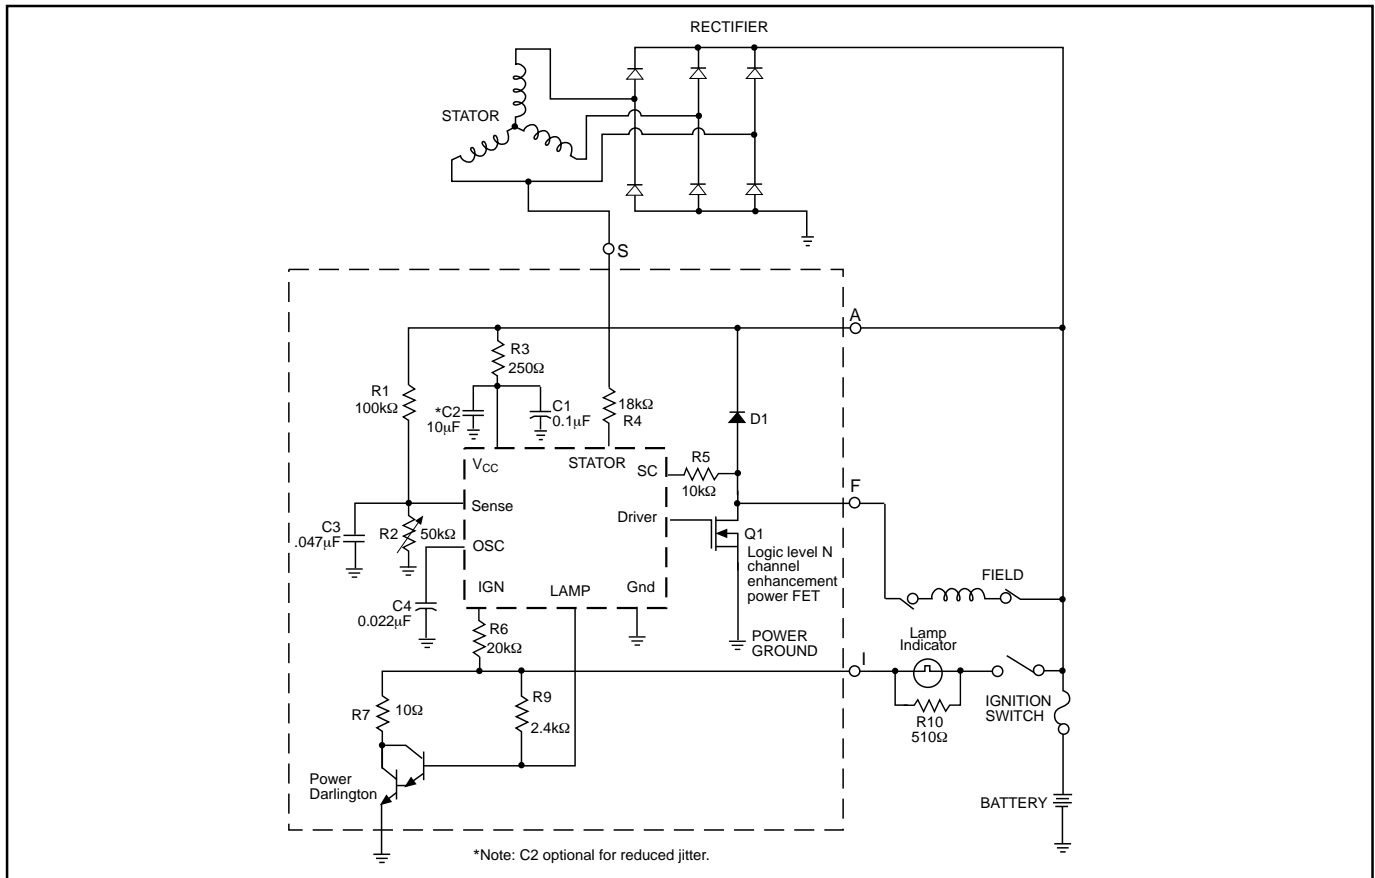 RECTIFIER
STATOR
S
A
R3
250Ω
R1
100kΩ
*C2
10μF
C1
0.1μF
18kΩ
R4
D1
VCC
STATOR
SC
R5
10kΩ
F
Sense
Driver
C3
.047μF
R2
50kΩ
OSC
Q1
Logic level N
channel
enhancement
power FET
IGN
LAMP
Gnd
FIELD
C4
0.022μF
R6
20kΩ
POWER
GROUND
Lamp
Indicator
I
R7
10Ω
R9
2.4kΩ
R10
510Ω
IGNITION
SWITCH
Power
Darlington
BATTERY
*Note: C2 optional for reduced jitter.